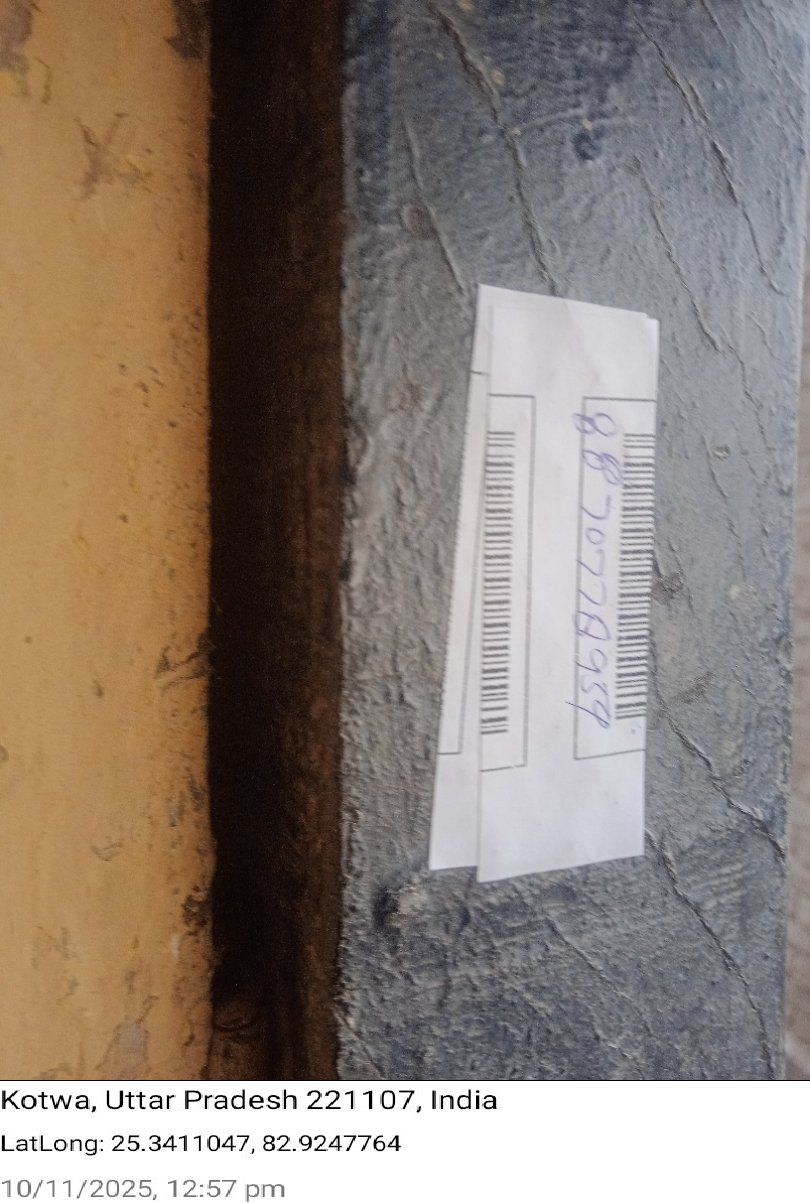 8870778959
Kotwa, Uttar Pradesh 221107, India
LatLong: 25.3411047, 82.9247764
10/11/2025, 12:57 pm